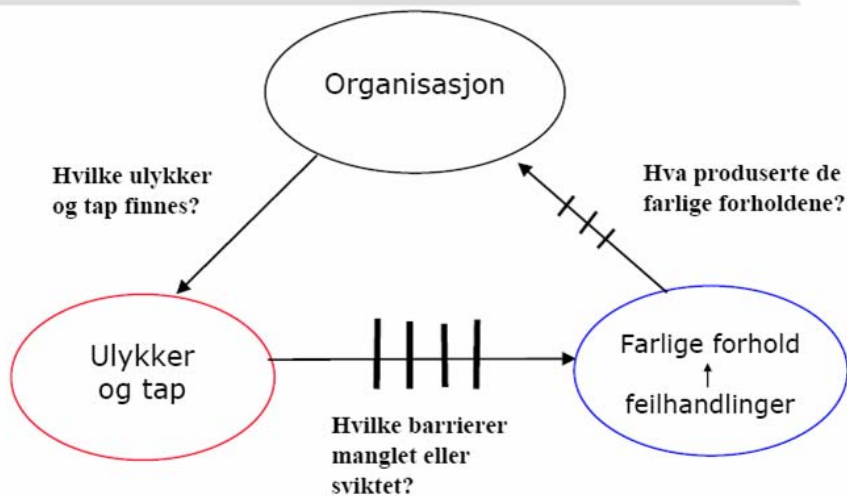 Organisasjon
Hvilke ulykker
og tap finnes?
Hva produserte de
farlige forholdene?
Ulykker
og tap
Farlige forhold
feilhandlinger
Hvilke barrierer
manglet eller
sviktet?